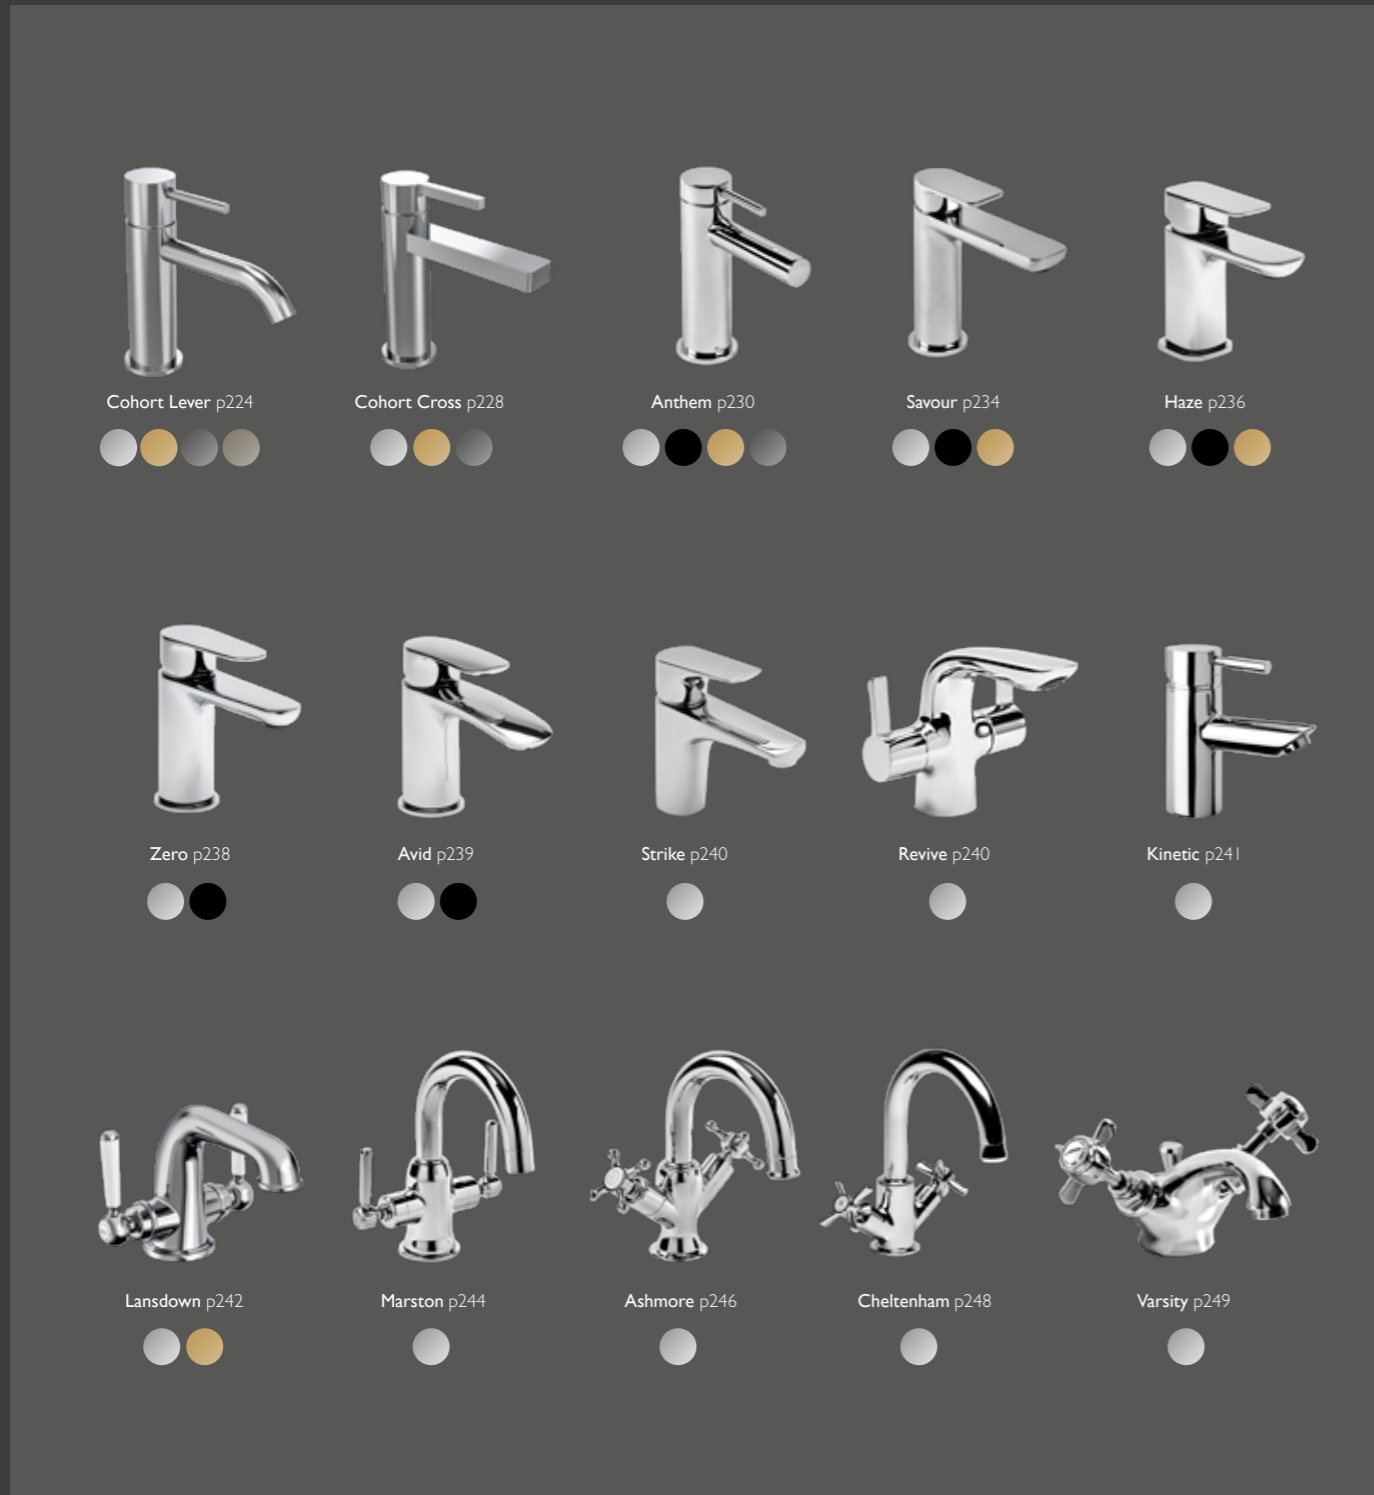 Cohort Lever p224
Cohort Cross p228
Anthem p230
Savour p234
Haze p236
Zero p238
Avid p239
Strike p240
Revive p240
Kinetic p241
Lansdown p242
Marston p244
Ashmore p246
Cheltenham p248
Varsity p249